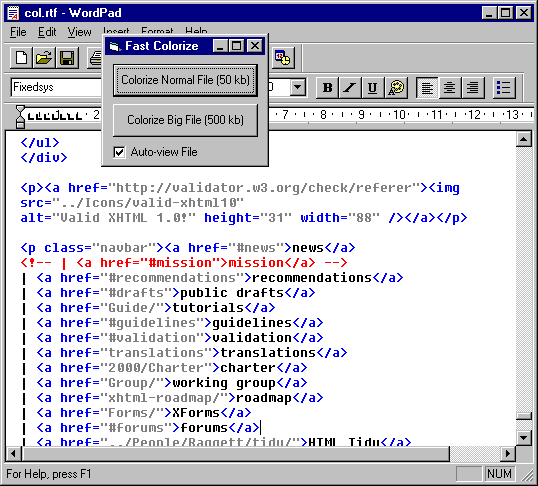 col.rtf - WordPad
File Edit View Insert Format Help
Fast Colorize
Colorize Normal File (50 kb)
Colorize Big File (500 kb)
Auto-view File
Fixedsys
0
B I U
2
8 9 10 11 12 13
</ul>
</div>
<p><a href="http://validator.w3.org/check/referer"><img
src="../Icons/valid-xhtml10"
alt="Valid XHTML 1.0!" height="31" width="88" /></a></p>
<p class="navbar"><a href="#news">news</a>
<!-- | <a href="#mission">mission</a> -->
| <a href="#recommendations">recommendations</a>
| <a href="#drafts">public drafts</a>
| <a href="Guide/">tutorials</a>
| <a href="#guidelines">guidelines</a>
| <a href="#validation">validation</a>
| <a href="translations">translations</a>
| <a href="2000/Charter">charter</a>
| <a href="Group/">working group</a>
| <a href="xhtml-roadmap/">roadmap</a>
| <a href="Forms/">XForms</a>
| <a href="#forums">forums</a>
| <a href="../People/Raggett/tidy/">HTML Tidy</a>
For Help, press F1
NUM